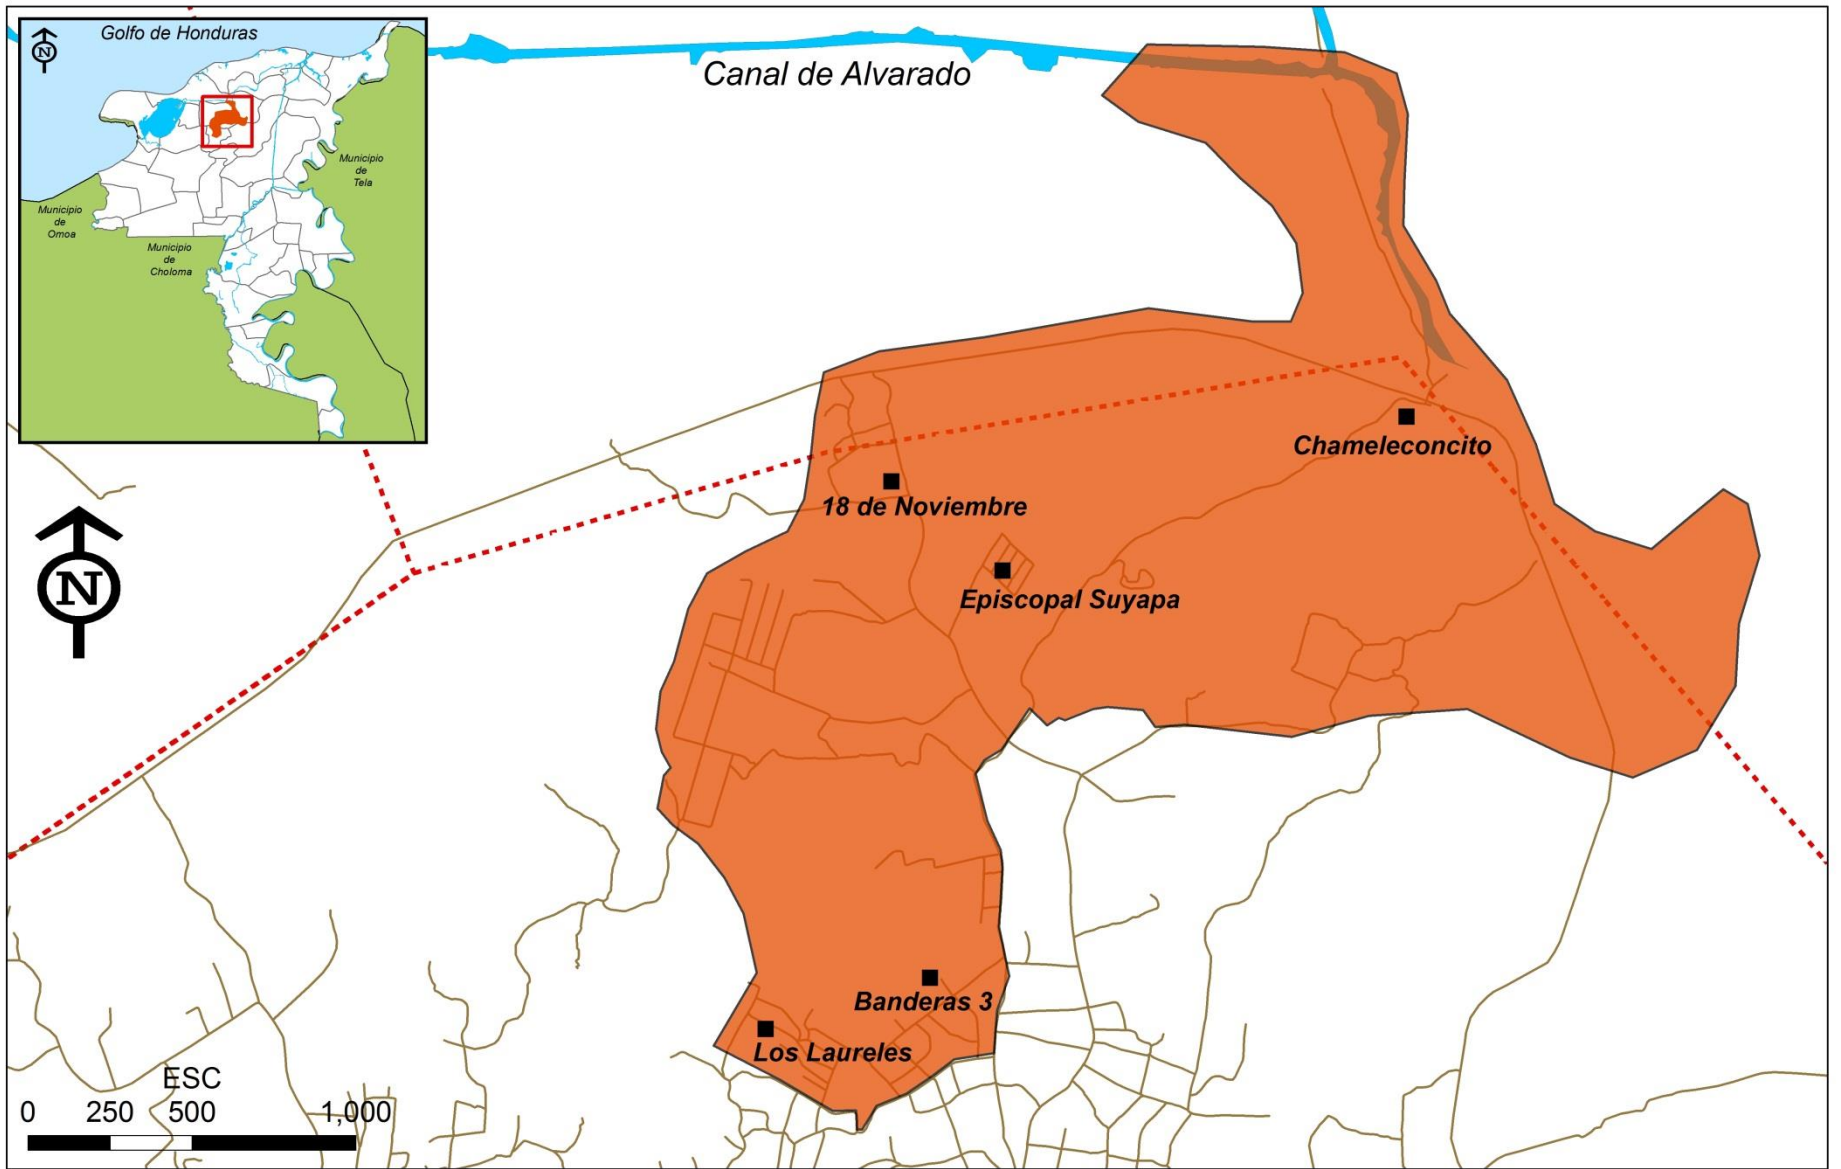 Golfo de Honduras
N
Municipio
de
Tela
Municipio
de
Omoa
Municipio
de
Choloma
Canal de Alvarado
Chameleconcito
18 de Noviembre
N
Episcopal Suyapa
Banderas 3
Los Laureles
ESC
0 250 500 1,000